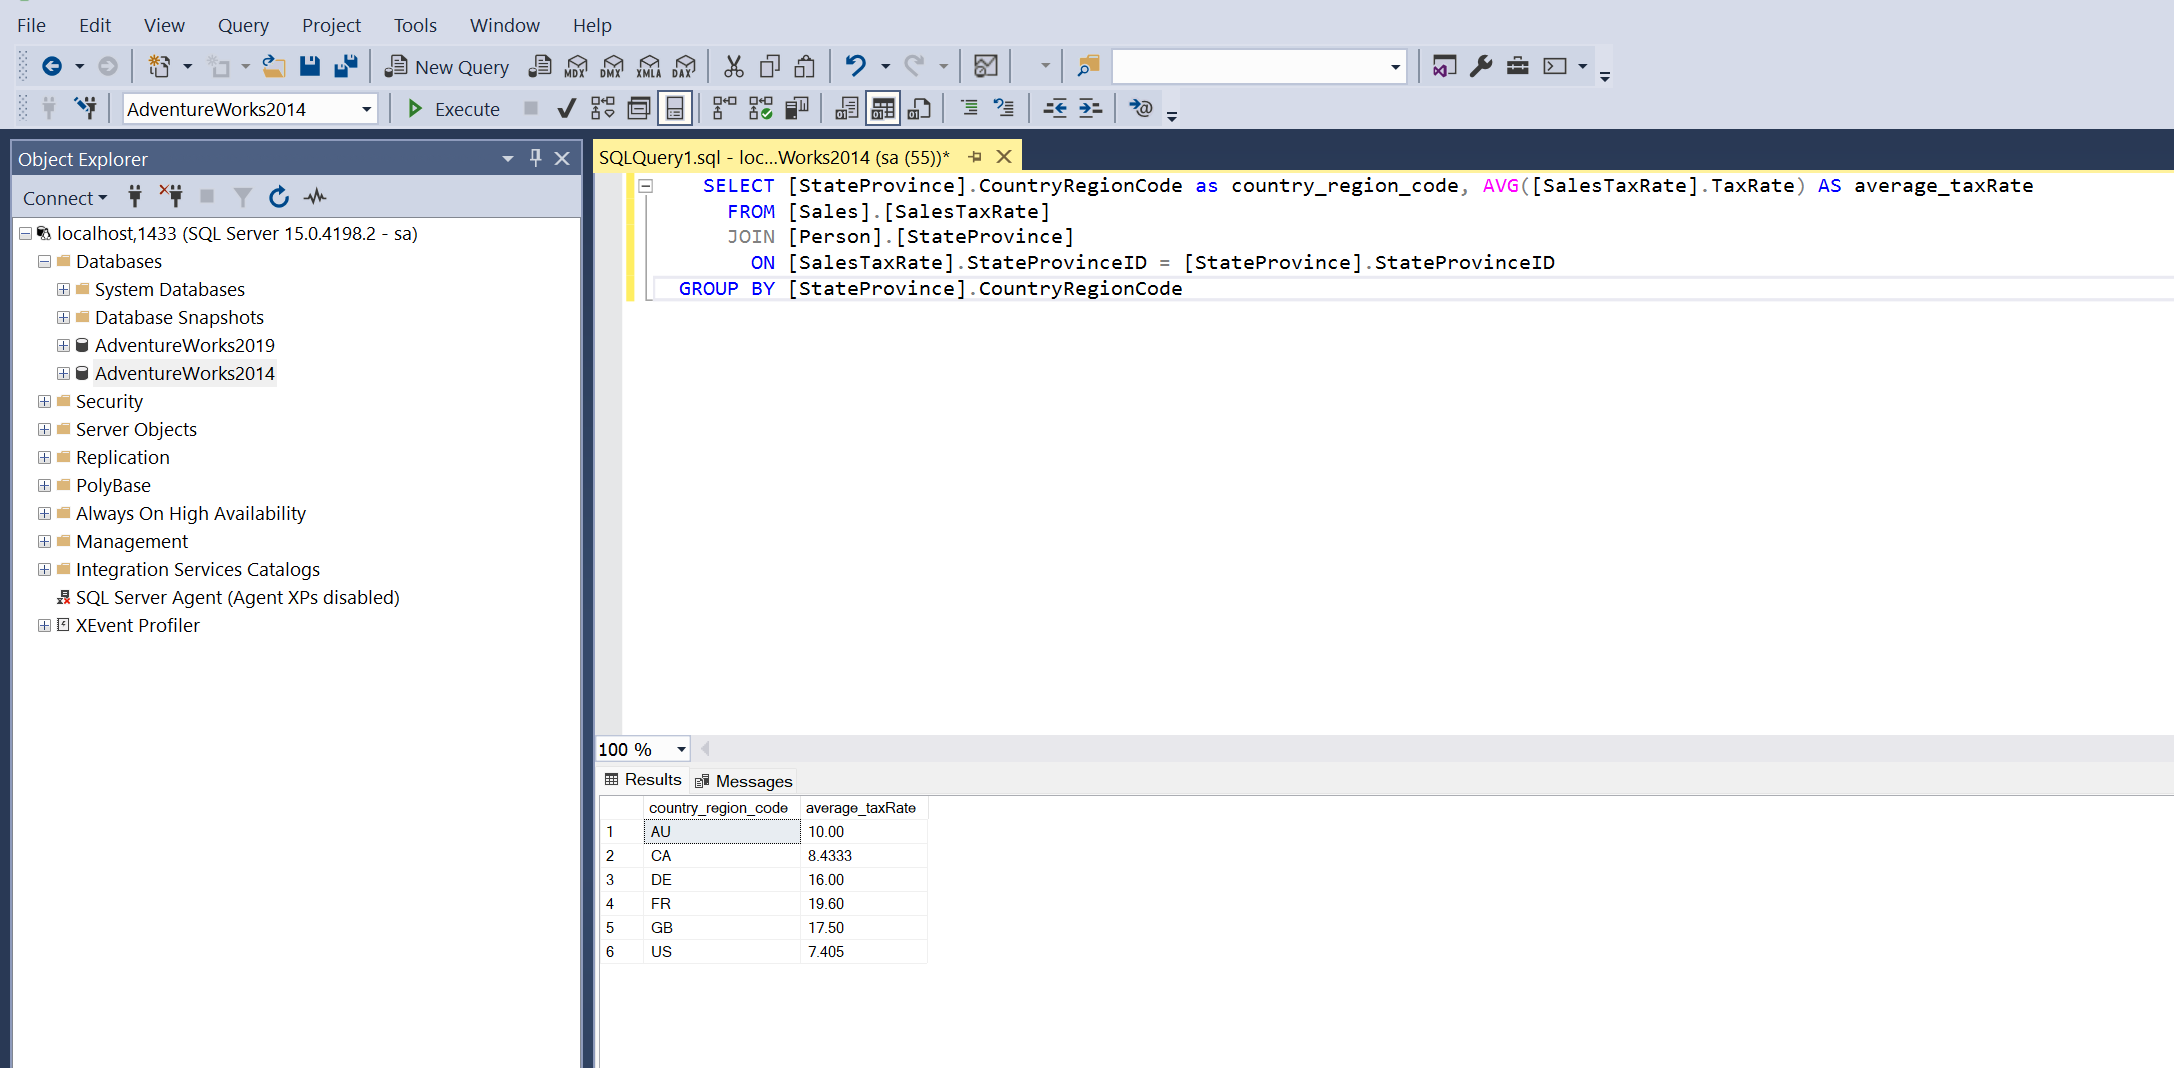 File Edit View Query Project Tools Window Help
New Query MDX DMX XMLA DAX
AdventureWorks2014 Execute
Object Explorer
Connect
localhost,1433 (SQL Server 15.0.4198.2 - sa)
Databases
System Databases
Database Snapshots
AdventureWorks2019
AdventureWorks2014
Security
Server Objects
Replication
PolyBase
Always On High Availability
Management
Integration Services Catalogs
SQL Server Agent (Agent XPs disabled)
XEvent Profiler
SQLQuery1.sql - loc...Works2014 (sa (55))*
SELECT [StateProvince].CountryRegionCode as country_region_code, AVG([SalesTaxRate].TaxRate) AS average_taxRate
FROM [Sales].[SalesTaxRate]
JOIN [Person].[StateProvince]
ON [SalesTaxRate].StateProvinceID = [StateProvince].StateProvinceID
GROUP BY [StateProvince].CountryRegionCode
100 %
Results Messages
country_region_code average_taxRate
1 AU 10.00
2 CA 8.4333
3 DE 16.00
4 FR 19.60
5 GB 17.50
6 US 7.405